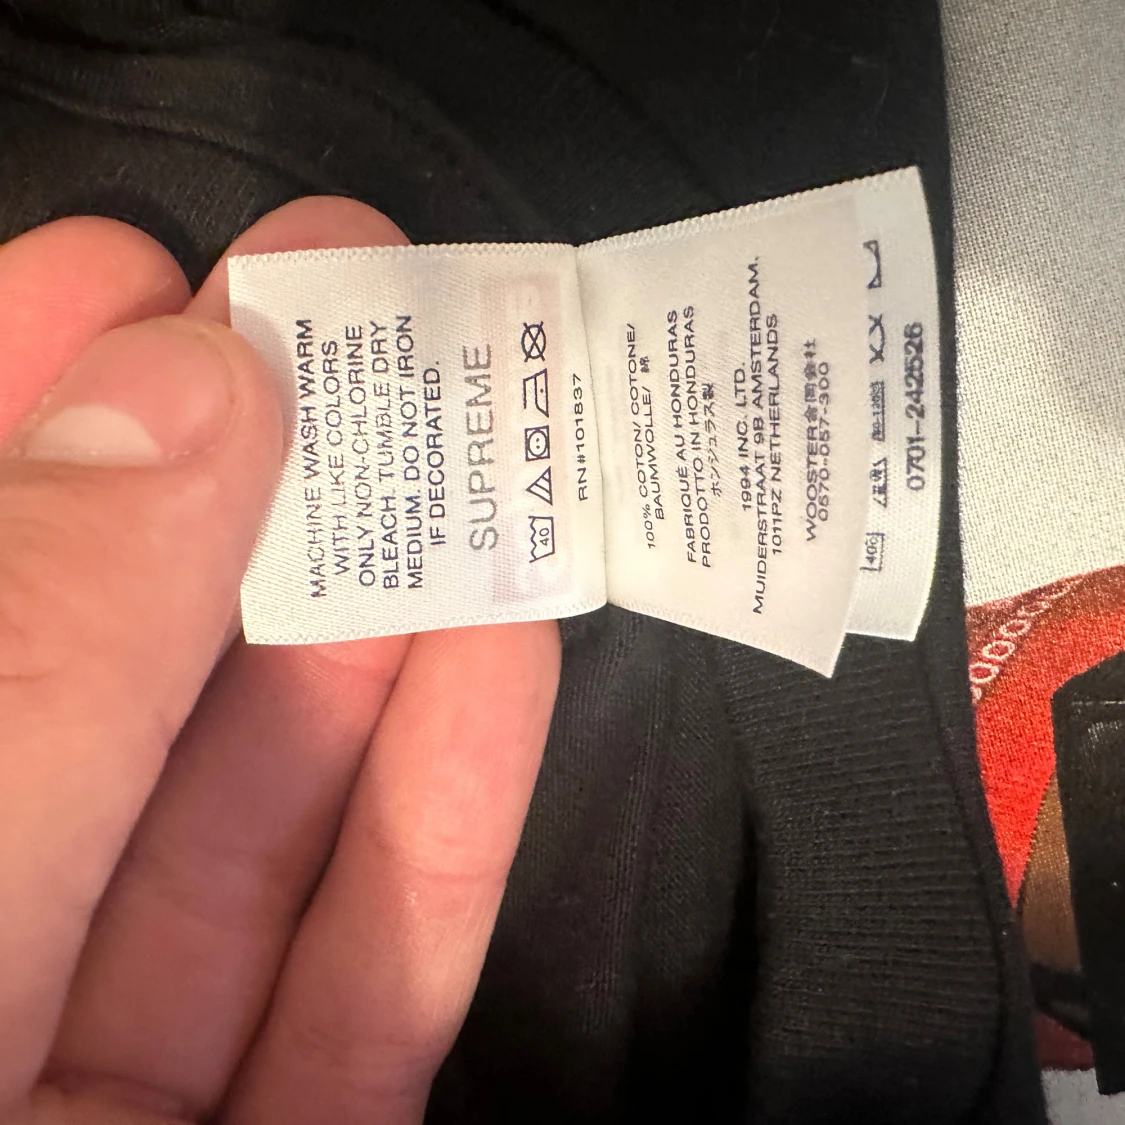 MACHINE WASH WARM
WITH LIKE COLORS
ONLY NON-CHLORINE
BLEACH. TUMBLE DRY
MEDIUM. DO NOT IRON
IF DECORATED.
SUPREME
40
RN#101837
100% COTON/ COTONE/
BAUMWOLLE/ 綿
FABRIQUÉ AU HONDURAS
PRODOTTO IN HONDURAS
ホンジュラス製
1994 INC. LTD.
MUIDERSTRAAT 9B AMSTERDAM.
1011PZ NETHERLANDS
WOOSTER合同会社
0570-057-300
0701-242526